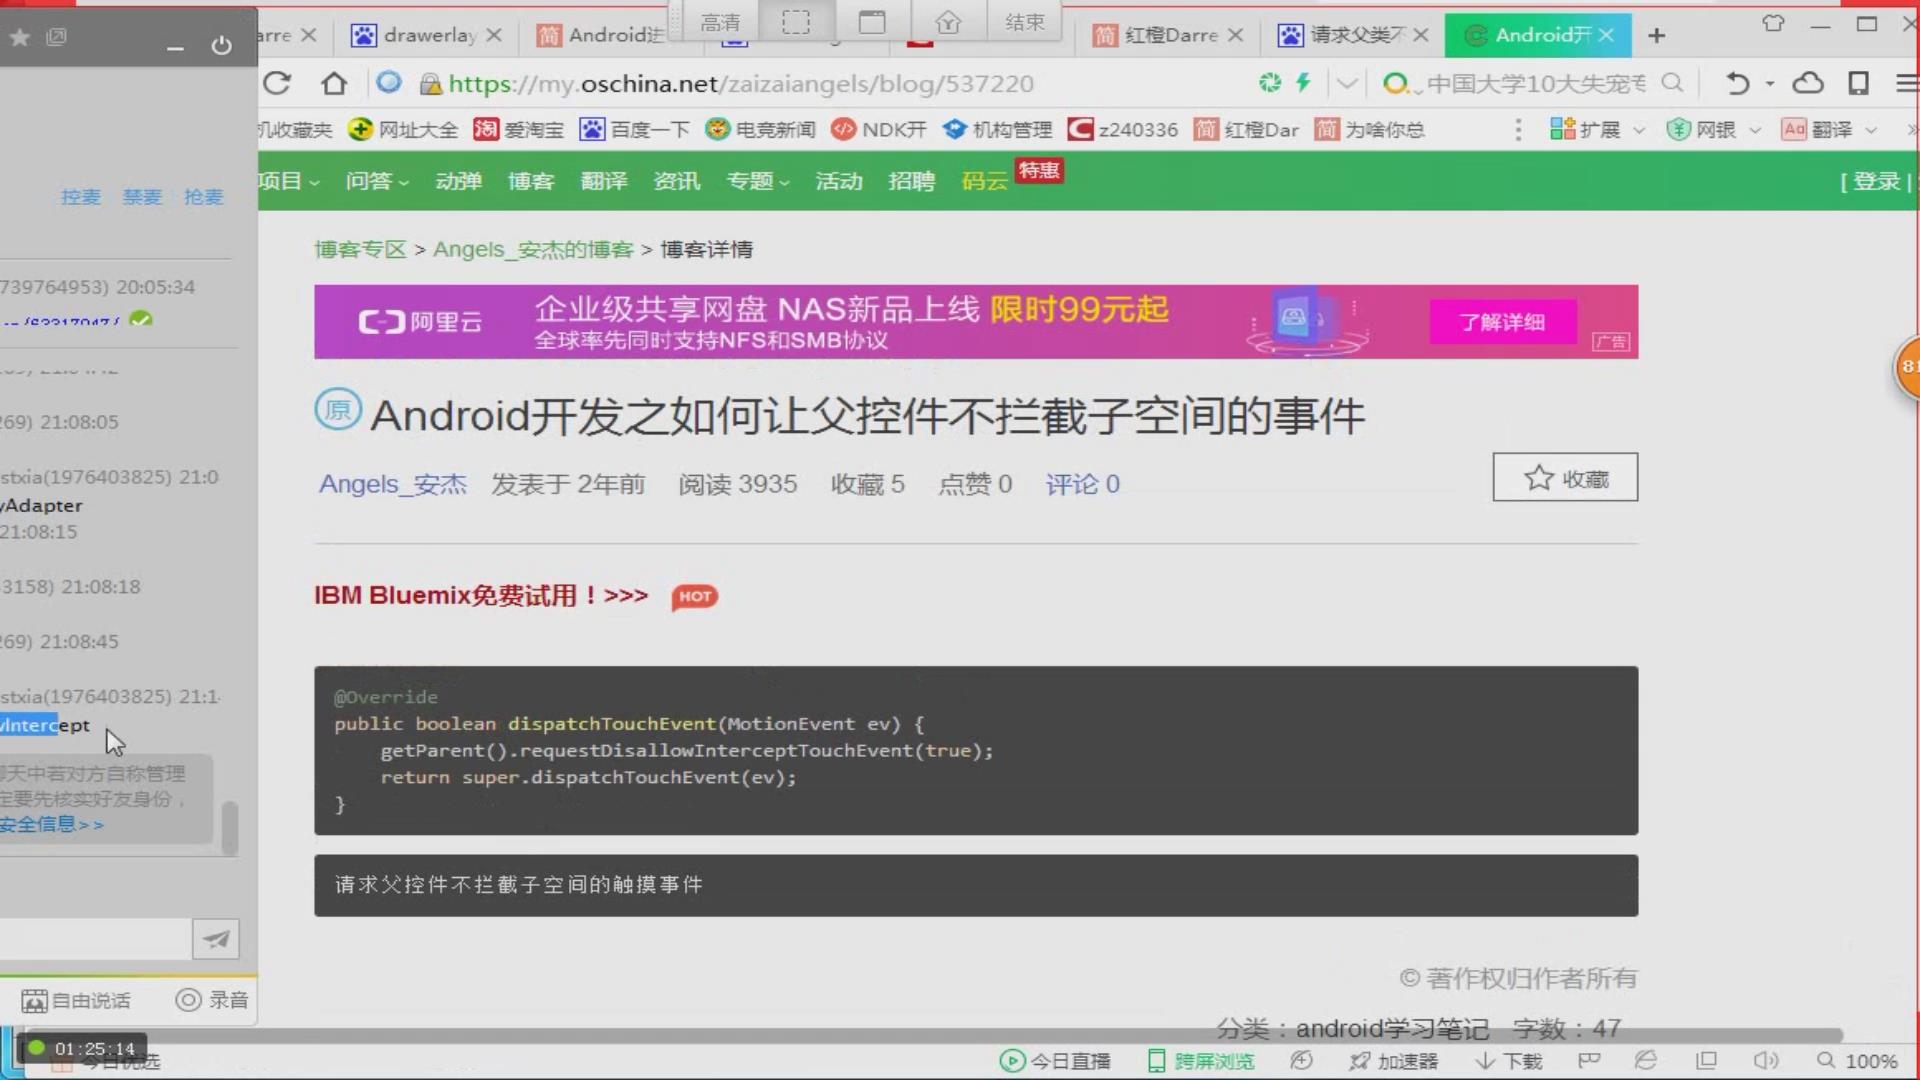 高清
结束
arre
drawerlay
Android进
红橙Darre
请求父类不
Android开
https://my.oschina.net/zaizaiangels/blog/537220
中国大学10大失宠专
机收藏夹
网址大全
爱淘宝
百度一下
电竞新闻
NDK开
机构管理
z240336
红橙Dar
为啥你总
扩展
网银
翻译
项目
问答
动弹
博客
翻译
资讯
专题
活动
招聘
码云
特惠
[ 登录 |
控麦 禁麦 抢麦
739764953) 20:05:34
269) 21:08:05
stxia(1976403825) 21:0
yAdapter
21:08:15
3158) 21:08:18
269) 21:08:45
stxia(1976403825) 21:1
wIntercept
聊天中若对方自称管理
定要先核实好友身份，
安全信息>>
自由说话
录音
01:25:14
今日优选
博客专区 > Angels_安杰的博客 > 博客详情
阿里云
企业级共享网盘 NAS新品上线 限时99元起
全球率先同时支持NFS和SMB协议
了解详细
广告
原 Android开发之如何让父控件不拦截子空间的事件
Angels_安杰 发表于 2年前 阅读 3935 收藏 5 点赞 0 评论 0
收藏
IBM Bluemix免费试用！>>> HOT
@Override
public boolean dispatchTouchEvent(MotionEvent ev) {
getParent().requestDisallowInterceptTouchEvent(true);
return super.dispatchTouchEvent(ev);
}
请求父控件不拦截子空间的触摸事件
© 著作权归作者所有
分类：android学习笔记 字数：47
81
今日直播
跨屏浏览
加速器
下载
100%